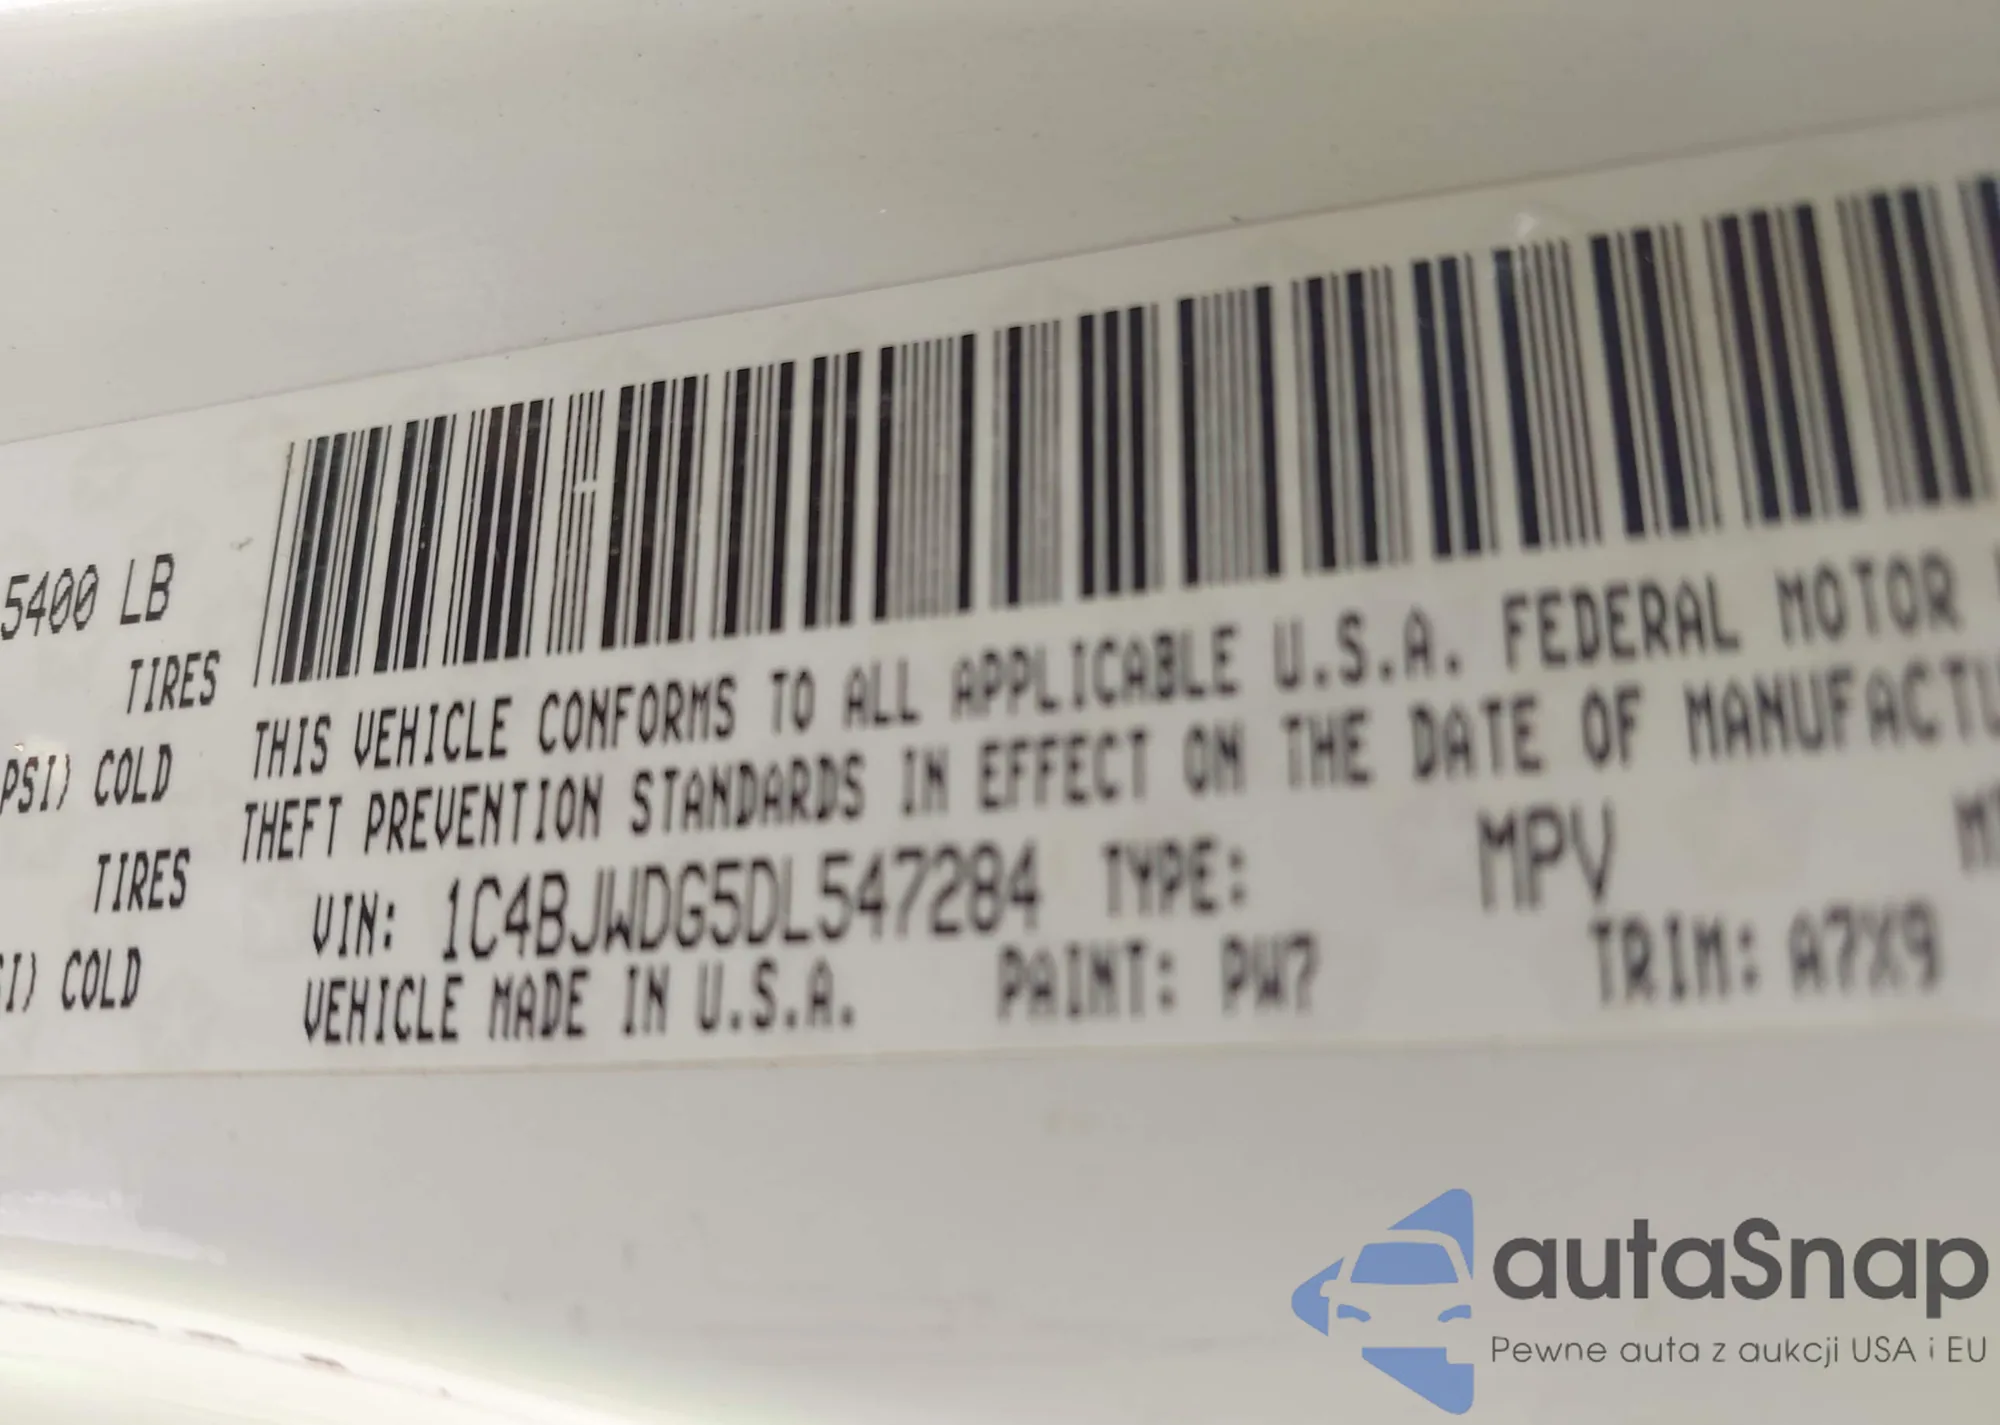 5400 LB
TIRES
PSI) COLD
TIRES
SI) COLD
THIS VEHICLE CONFORMS TO ALL APPLICABLE U.S.A. FEDERAL MOTOR
THEFT PREVENTION STANDARDS IN EFFECT ON THE DATE OF MANUFACTU
VIN: 1C4BJWDG5DL547284 TYPE: MPV
VEHICLE MADE IN U.S.A. PAINT: PW7 TRIM: A7X9
autaSnap
Pewne auta z aukcji USA i EU